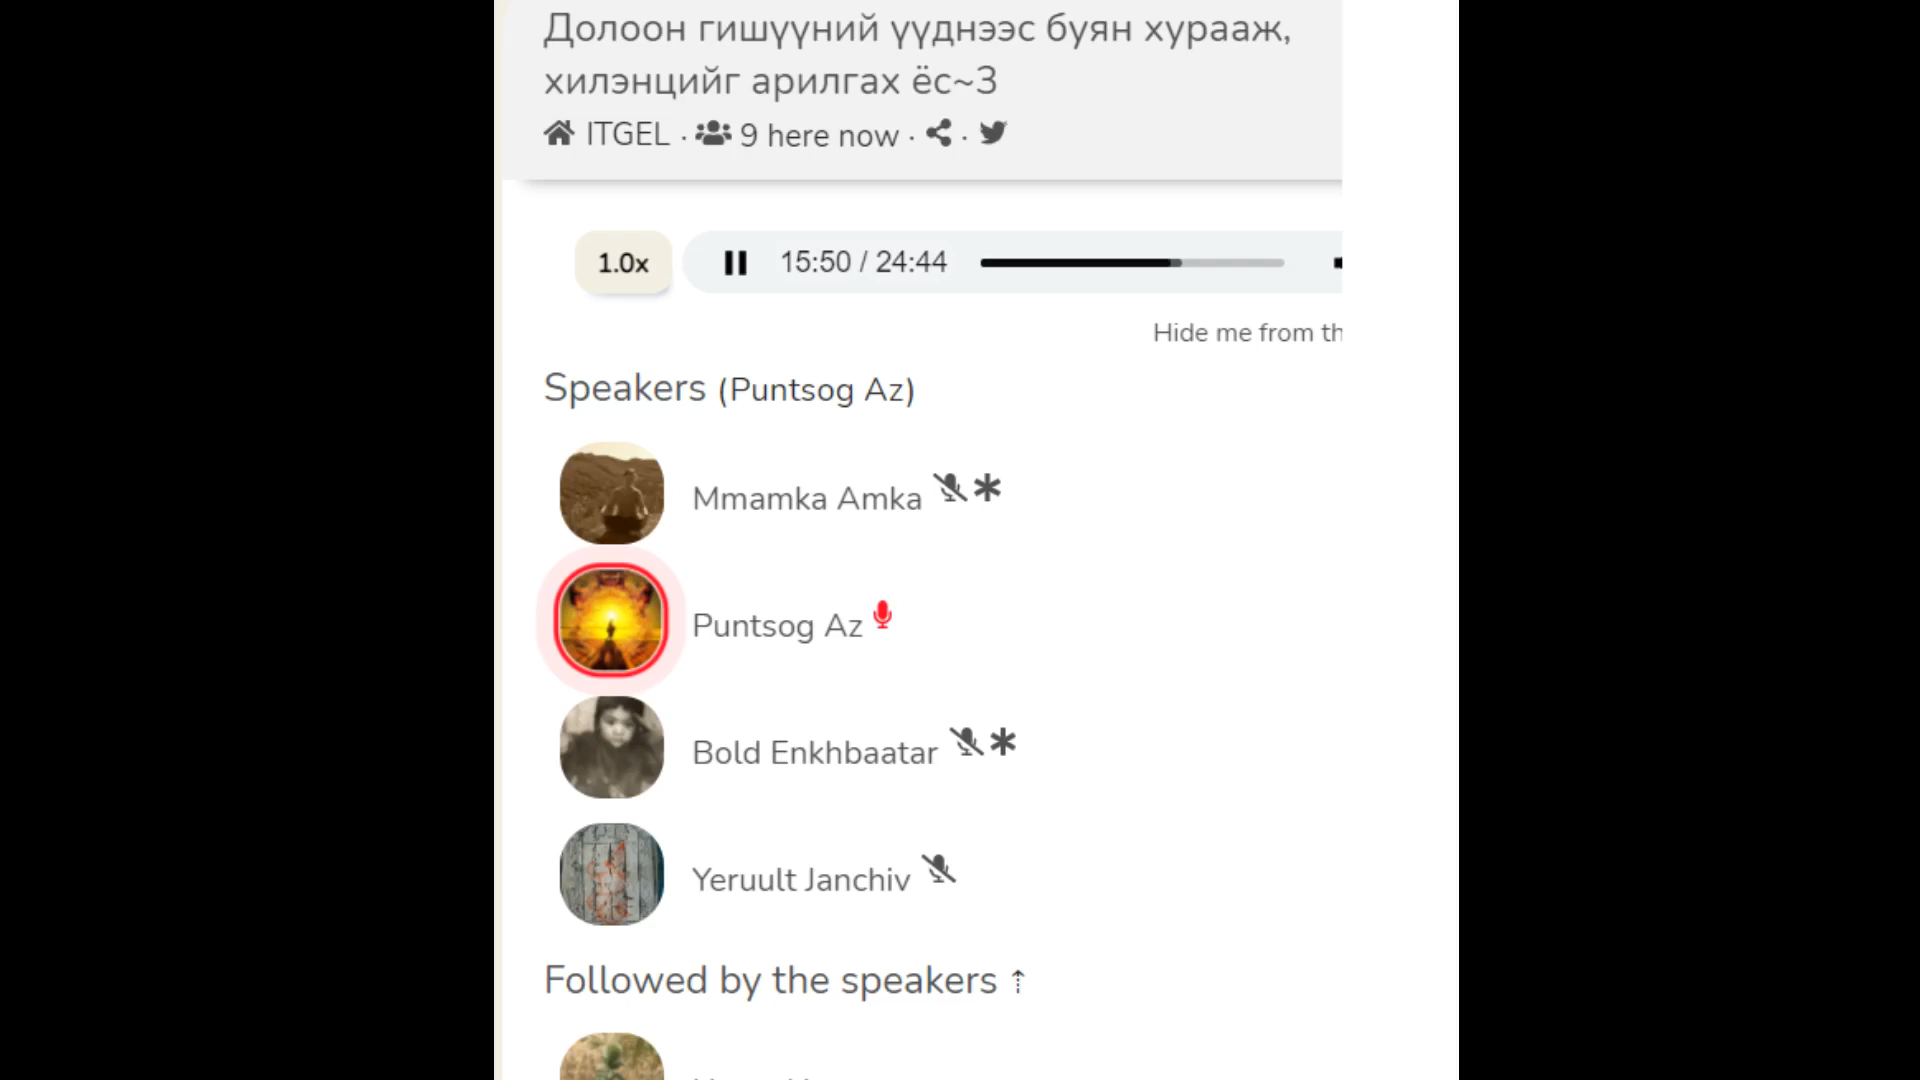 Долоон гишүүний үүднээс буян хурааж,
хилэнцийг арилгах ёс~3
ITGEL · 9 here now · ·
1.0x 15:50 / 24:44
Hide me from th
Speakers (Puntsog Az)
Mmamka Amka
Puntsog Az
Bold Enkhbaatar
Yeruult Janchiv
Followed by the speakers ⇡